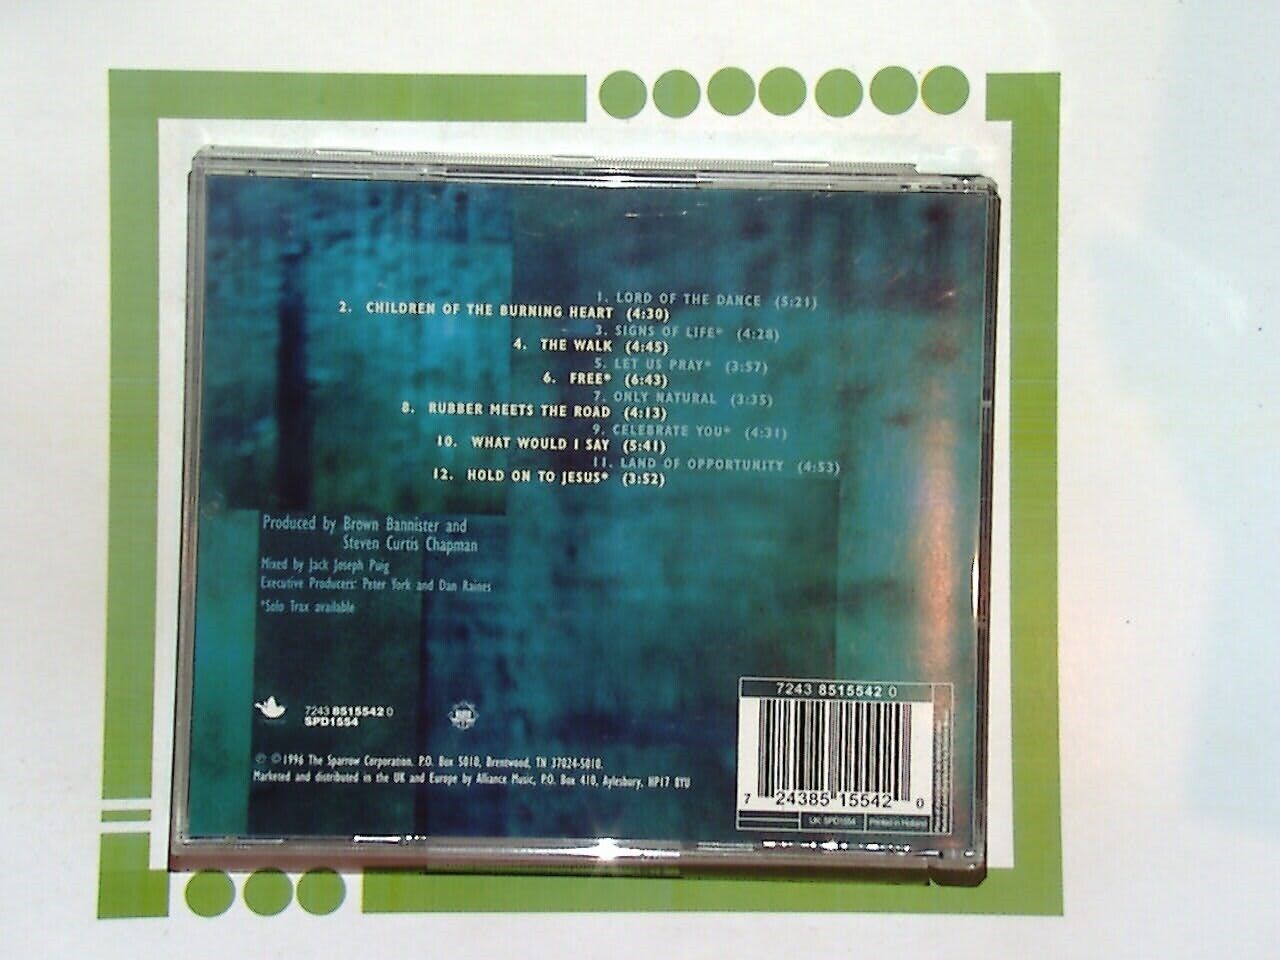 1. LORD OF THE DANCE (5:21)
2. CHILDREN OF THE BURNING HEART (4:30)
3. SIGNS OF LIFE* (4:28)
4. THE WALK (4:45)
5. LET US PRAY* (3:57)
6. FREE* (6:43)
7. ONLY NATURAL (3:35)
8. RUBBER MEETS THE ROAD (4:13)
9. CELEBRATE YOU* (4:31)
10. WHAT WOULD I SAY (5:41)
11. LAND OF OPPORTUNITY (4:53)
12. HOLD ON TO JESUS* (3:52)
Produced by Brown Bannister and
Steven Curtis Chapman
Mixed by Jack Joseph Puig
Executive Producers: Peter York and Dan Raines
*Solo Trax available
7243 8515542 0
SPD1554
℗ © 1996 The Sparrow Corporation. P.O. Box 5010, Brentwood, TN 37024-5010.
Marketed and distributed in the UK and Europe by Alliance Music, P.O. Box 410, Aylesbury, HP17 8YU
7243 8515542 0
7 24385 15542 0
UK: SPD1554
Printed in Holland